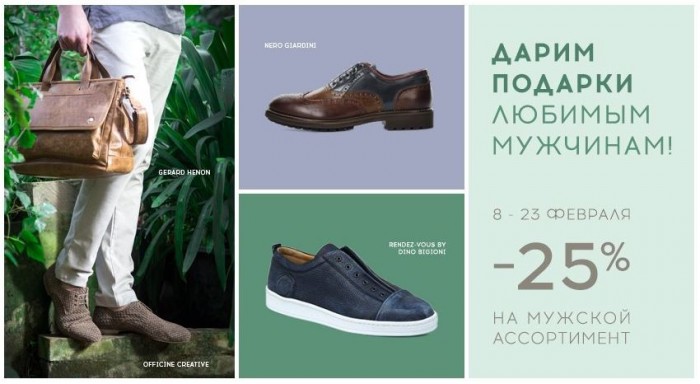 GERARD HENON
OFFICINE CREATIVE
NERO GIARDINI
RENDEZ-VOUS BY
DINO BIGIONI
ДАРИМ
ПОДАРКИ
ЛЮБИМЫМ
МУЖЧИНАМ!
8 - 23 ФЕВРАЛЯ
-25%
НА МУЖСКОЙ
АССОРТИМЕНТ